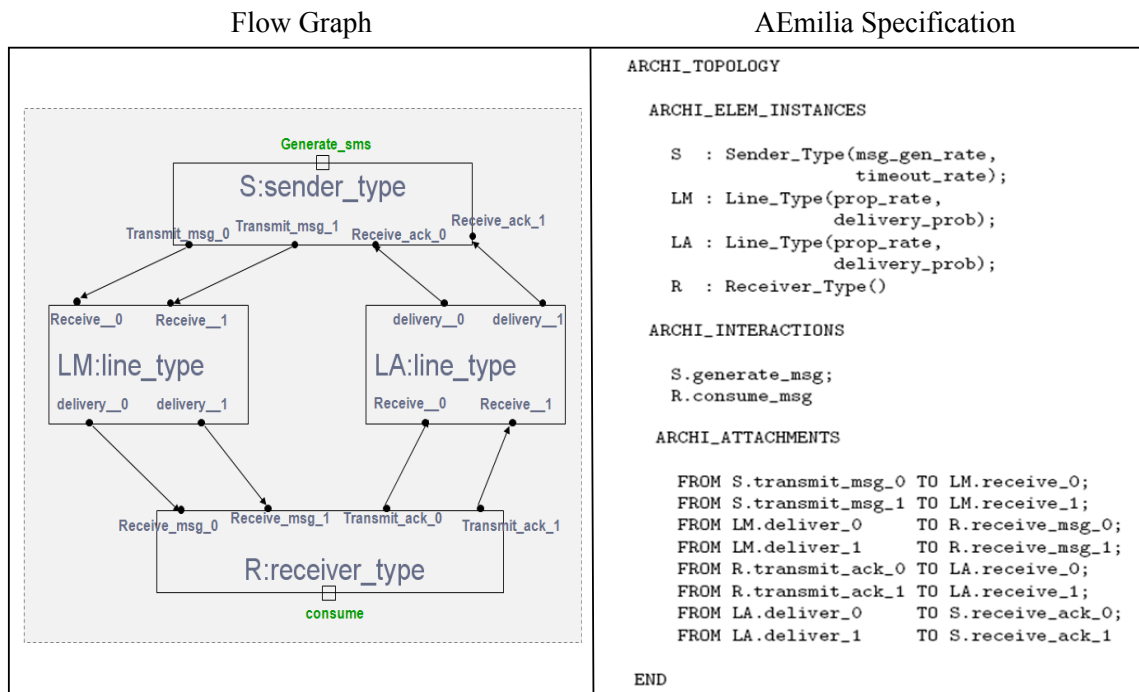 Flow Graph
AEmilia Specification
Generate_sms
S:sender_type
Transmit_msg_0
Transmit_msg_1
Receive_ack_0
Receive_ack_1
Receive__0
Receive__1
LM:line_type
delivery__0
delivery__1
delivery__0
delivery__1
LA:line_type
Receive__0
Receive__1
Receive_msg_0
Receive_msg_1
Transmit_ack_0
Transmit_ack_1
R:receiver_type
consume
ARCHI_TOPOLOGY
ARCHI_ELEM_INSTANCES
S : Sender_Type(msg_gen_rate,
timeout_rate);
LM : Line_Type(prop_rate,
delivery_prob);
LA : Line_Type(prop_rate,
delivery_prob);
R : Receiver_Type()
ARCHI_INTERACTIONS
S.generate_msg;
R.consume_msg
ARCHI_ATTACHMENTS
FROM S.transmit_msg_0 TO LM.receive_0;
FROM S.transmit_msg_1 TO LM.receive_1;
FROM LM.deliver_0 TO R.receive_msg_0;
FROM LM.deliver_1 TO R.receive_msg_1;
FROM R.transmit_ack_0 TO LA.receive_0;
FROM R.transmit_ack_1 TO LA.receive_1;
FROM LA.deliver_0 TO S.receive_ack_0;
FROM LA.deliver_1 TO S.receive_ack_1
END